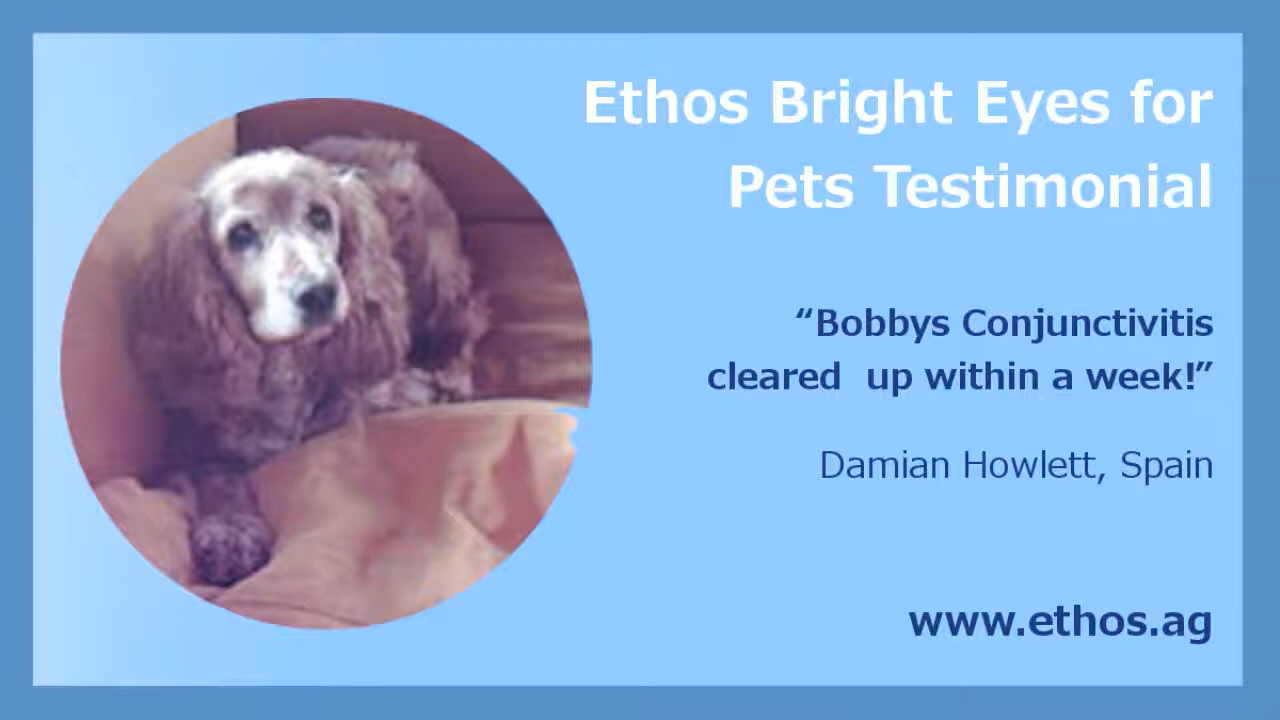 Ethos Bright Eyes for
Pets Testimonial
“Bobbys Conjunctivitis
cleared  up within a week!”
Damian Howlett, Spain
www.ethos.ag